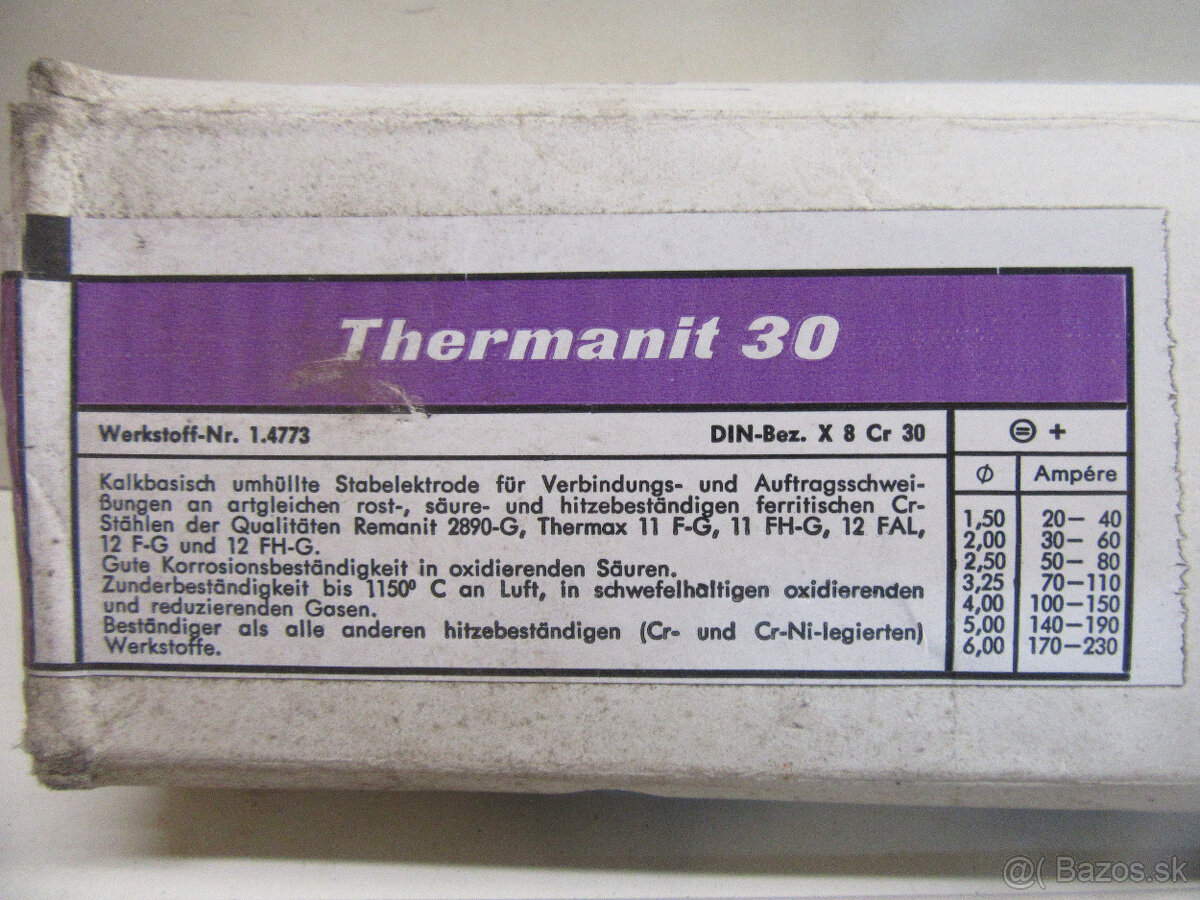 Thermanit 30
Werkstoff-Nr. 1.4773 DIN-Bez. X 8 Cr 30
Kalkbasisch umhüllte Stabelektrode für Verbindungs- und Auftragsschwei-
ßungen an artgleichen rost-, säure- und hitzebeständigen ferritischen Cr-
Stählen der Qualitäten Remanit 2890-G, Thermax 11 F-G, 11 FH-G, 12 FAL,
12 F-G und 12 FH-G.
Gute Korrosionsbeständigkeit in oxidierenden Säuren.
Zunderbeständigkeit bis 1150⁰ C an Luft, in schwefelhaltigen oxidierenden
und reduzierenden Gasen.
Beständiger als alle anderen hitzebeständigen (Cr- und Cr-Ni-legierten)
Werkstoffe.
⊜ +
Ø Ampére
1,50 20— 40
2,00 30— 60
2,50 50— 80
3,25 70—110
4,00 100—150
5,00 140—190
6,00 170—230
@( Bazos.sk